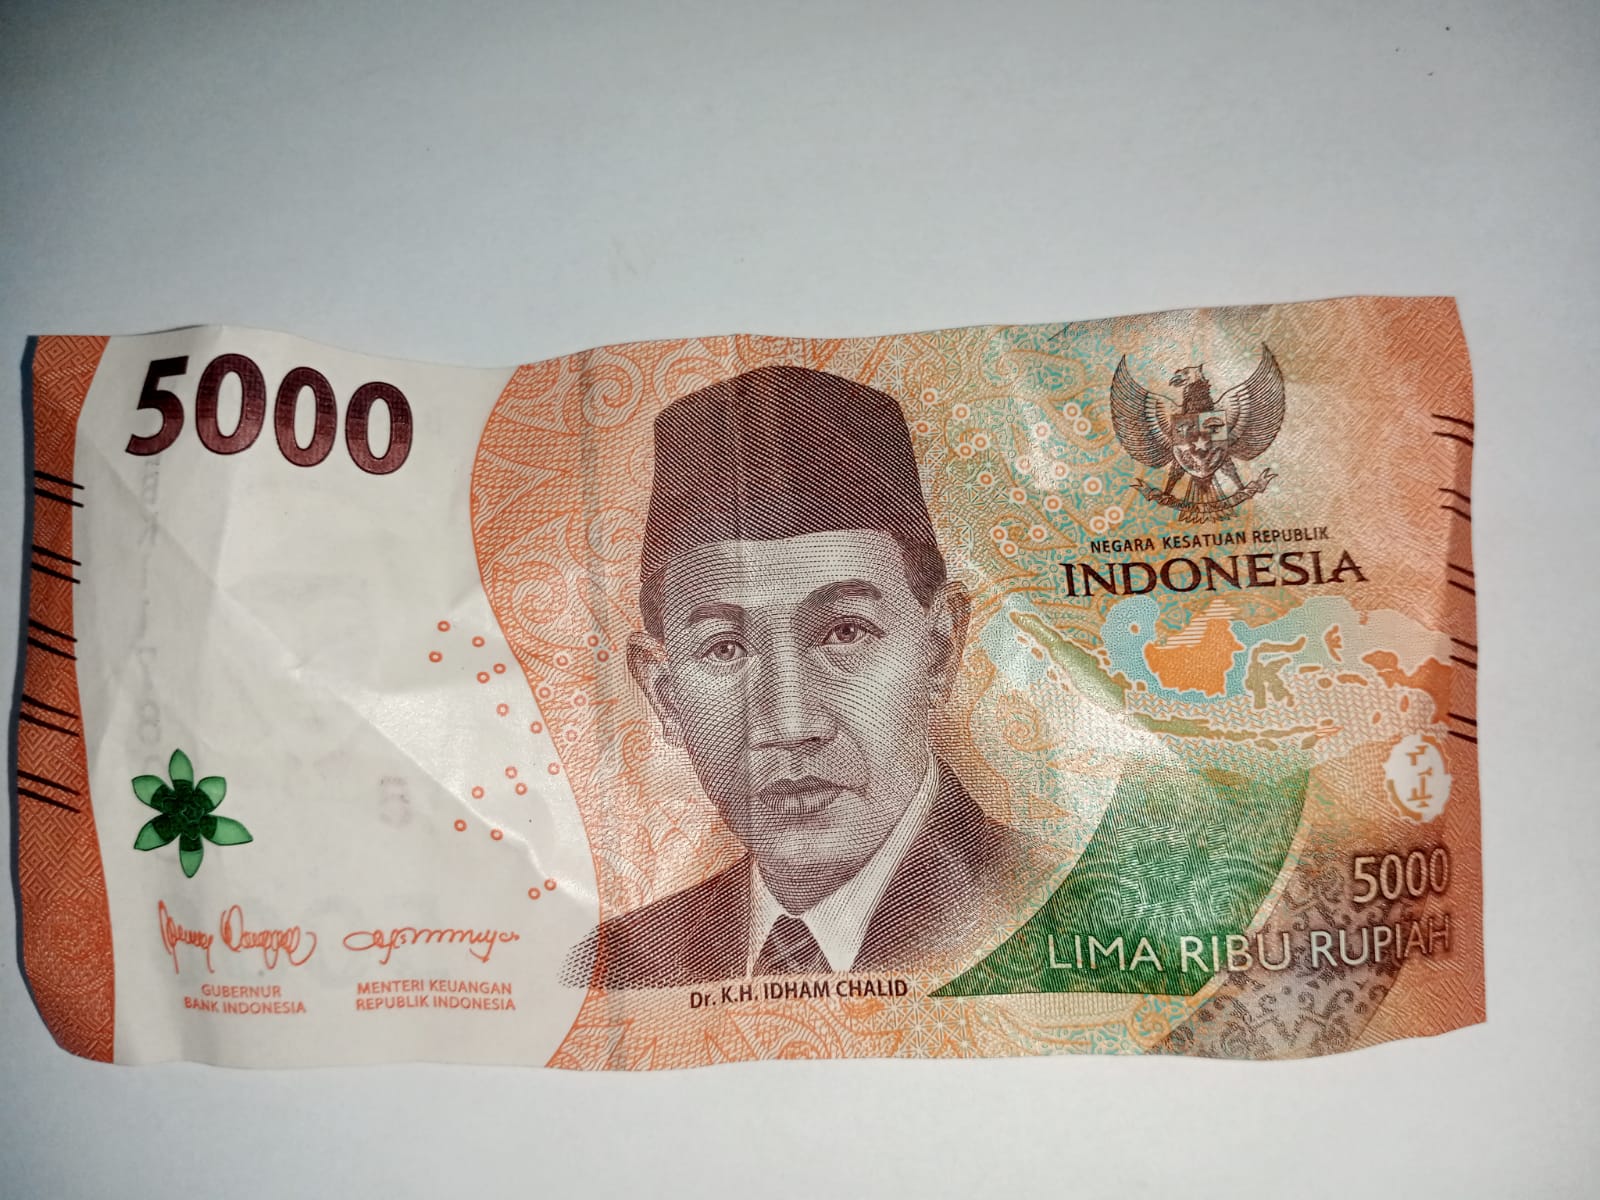 5000
NEGARA KESATUAN REPUBLIK
INDONESIA
5000
LIMA RIBU RUPIAH
GUBERNUR
BANK INDONESIA
MENTERI KEUANGAN
REPUBLIK INDONESIA
Dr. K.H. IDHAM CHALID